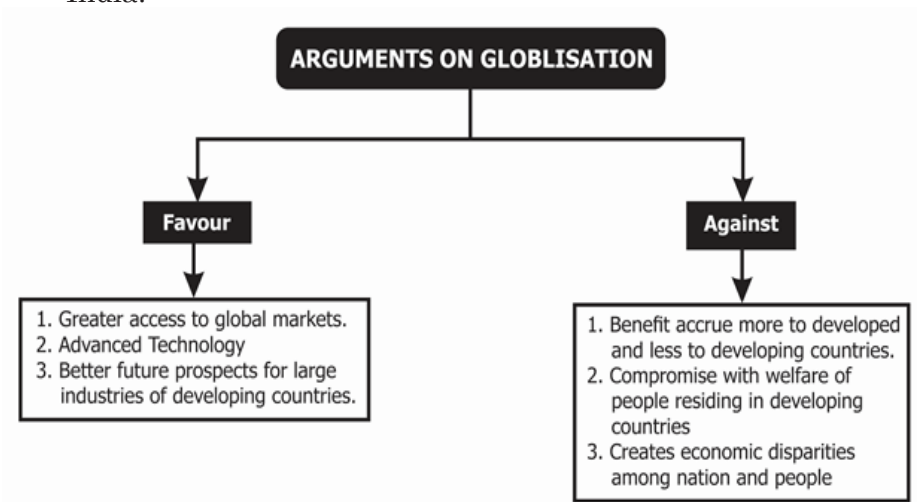 India.
ARGUMENTS ON GLOBLISATION
Favour
1. Greater access to global markets.
2. Advanced Technology
3. Better future prospects for large
industries of developing countries.
Against
1. Benefit accrue more to developed
and less to developing countries.
2. Compromise with welfare of
people residing in developing
countries
3. Creates economic disparities
among nation and people